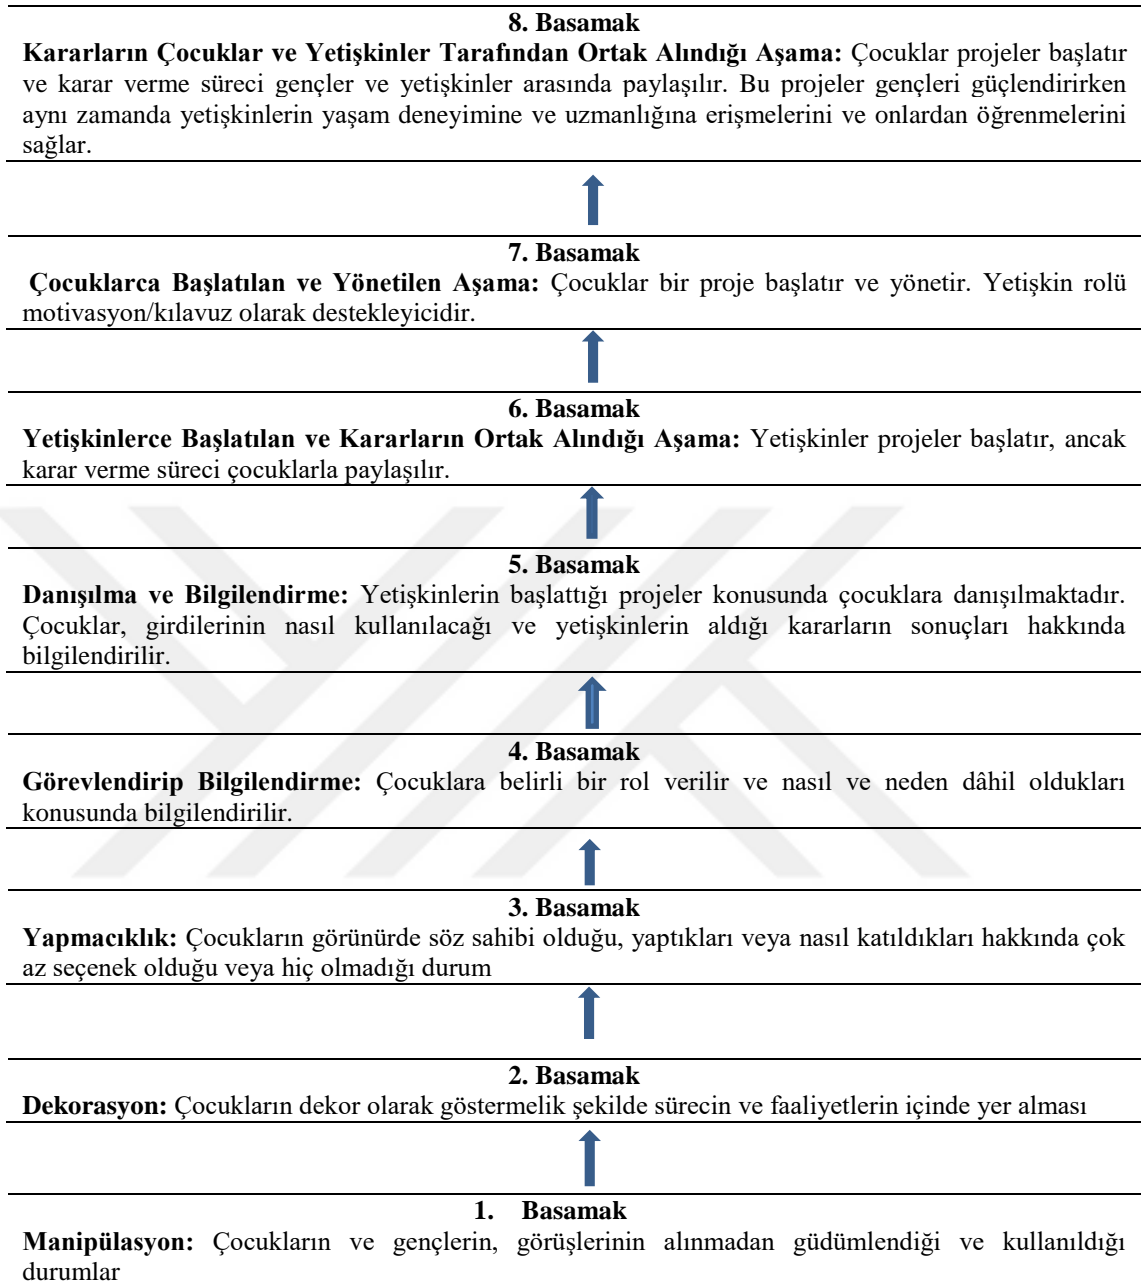 8. Basamak
Kararların Çocuklar ve Yetişkinler Tarafından Ortak Alındığı Aşama: Çocuklar projeler başlatır
ve karar verme süreci gençler ve yetişkinler arasında paylaşılır. Bu projeler gençleri güçlendirirken
aynı zamanda yetişkinlerin yaşam deneyimine ve uzmanlığına erişmelerini ve onlardan öğrenmelerini
sağlar.
7. Basamak
Çocuklarca Başlatılan ve Yönetilen Aşama: Çocuklar bir proje başlatır ve yönetir. Yetişkin rolü
motivasyon/kılavuz olarak destekleyicidir.
6. Basamak
Yetişkinlerce Başlatılan ve Kararların Ortak Alındığı Aşama: Yetişkinler projeler başlatır, ancak
karar verme süreci çocuklarla paylaşılır.
5. Basamak
Danışılma ve Bilgilendirme: Yetişkinlerin başlattığı projeler konusunda çocuklara danışılmaktadır.
Çocuklar, girdilerinin nasıl kullanılacağı ve yetişkinlerin aldığı kararların sonuçları hakkında
bilgilendirilir.
4. Basamak
Görevlendirip Bilgilendirme: Çocuklara belirli bir rol verilir ve nasıl ve neden dâhil oldukları
konusunda bilgilendirilir.
3. Basamak
Yapmacıklık: Çocukların görünürde söz sahibi olduğu, yaptıkları veya nasıl katıldıkları hakkında çok
az seçenek olduğu veya hiç olmadığı durum
2. Basamak
Dekorasyon: Çocukların dekor olarak göstermelik şekilde sürecin ve faaliyetlerin içinde yer alması
1. Basamak
Manipülasyon: Çocukların ve gençlerin, görüşlerinin alınmadan güdümlendiği ve kullanıldığı
durumlar